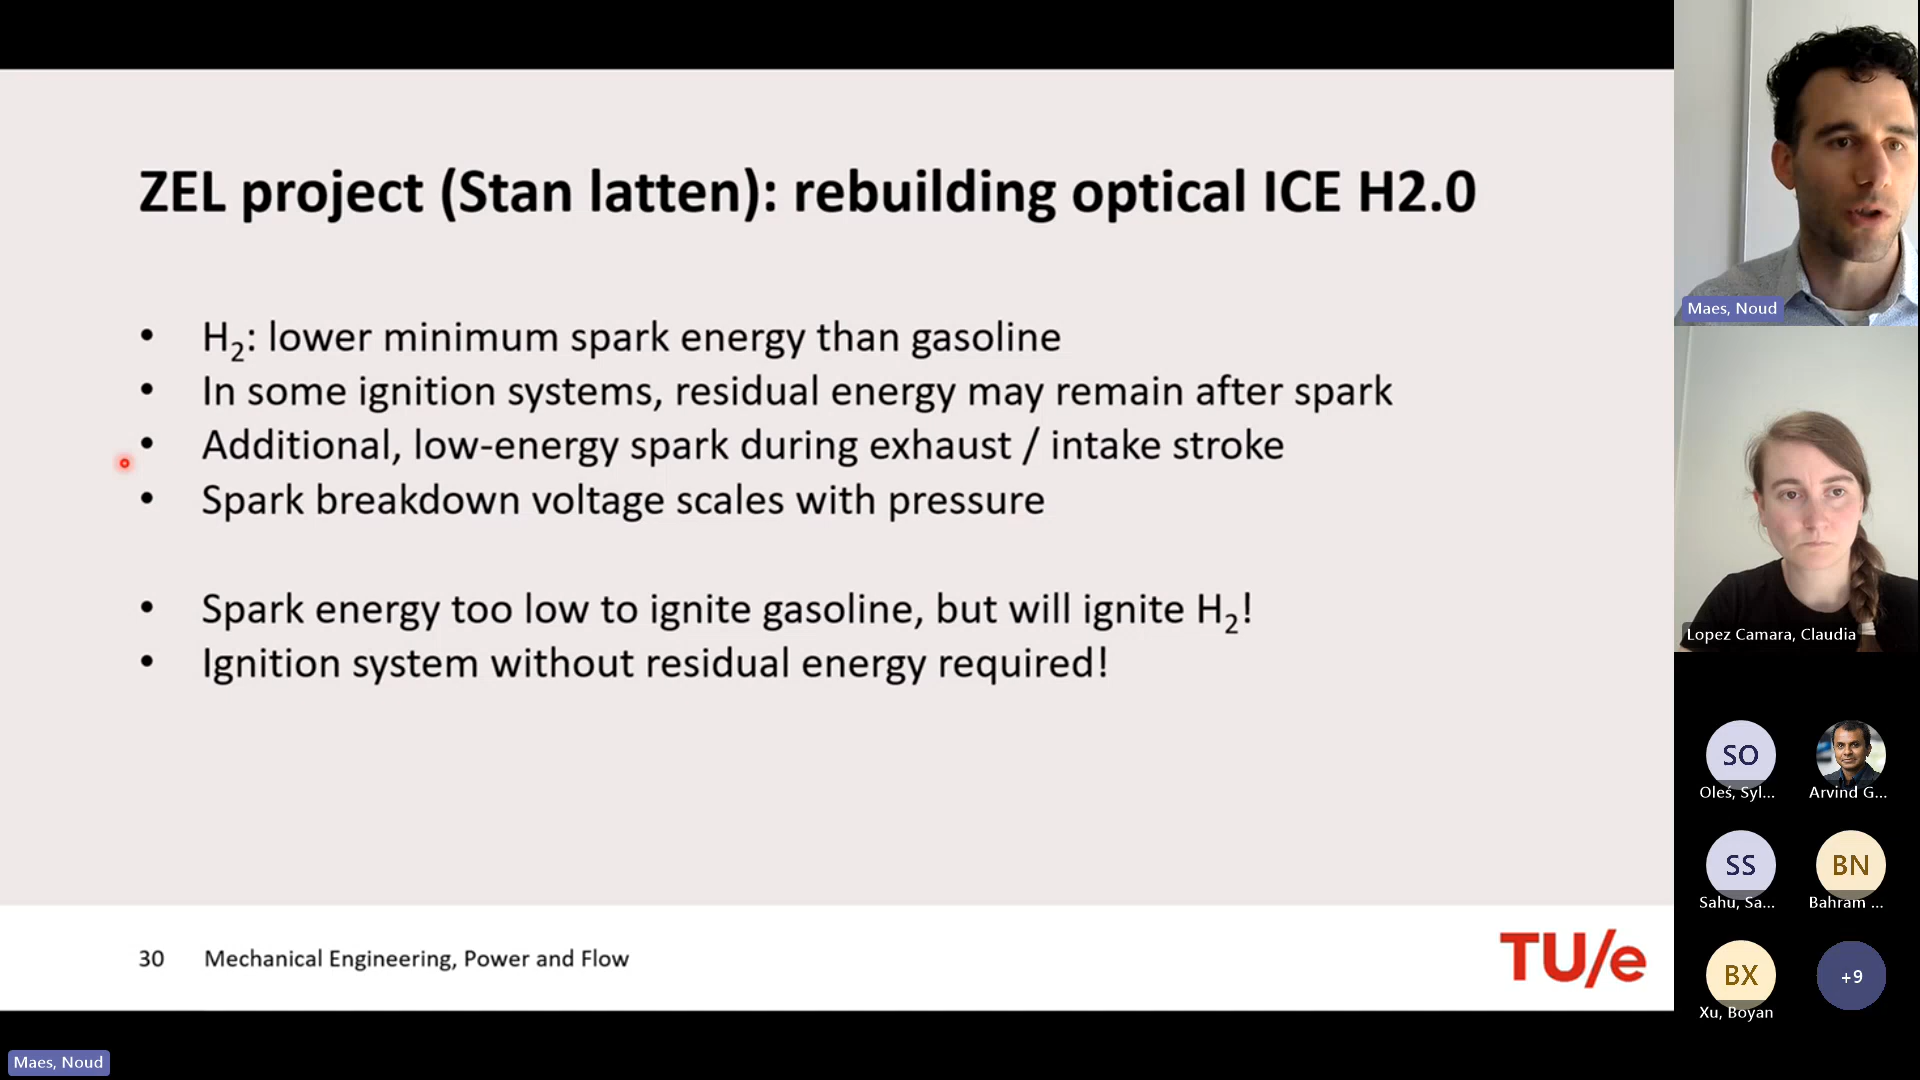 ZEL project (Stan latten): rebuilding optical ICE H2.0
• H₂: lower minimum spark energy than gasoline
• In some ignition systems, residual energy may remain after spark
• Additional, low-energy spark during exhaust / intake stroke
• Spark breakdown voltage scales with pressure
• Spark energy too low to ignite gasoline, but will ignite H₂!
• Ignition system without residual energy required!
30 Mechanical Engineering, Power and Flow
TU/e
Maes, Noud
Maes, Noud
Lopez Camara, Claudia
SO
Oleś, Syl...
Arvind G...
SS
Sahu, Sa...
BN
Bahram ...
BX
Xu, Boyan
+9